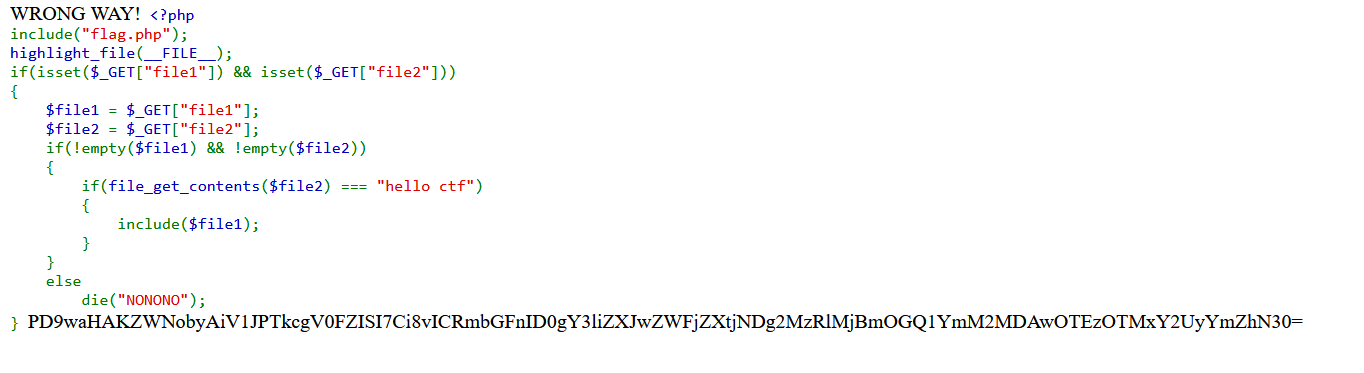 WRONG WAY! <?php
include("flag.php");
highlight_file(__FILE__);
if(isset($_GET["file1"]) && isset($_GET["file2"]))
{
    $file1 = $_GET["file1"];
    $file2 = $_GET["file2"];
    if(!empty($file1) && !empty($file2))
    {
        if(file_get_contents($file2) === "hello ctf")
        {
            include($file1);
        }
    }
    else
        die("NONONO");
} PD9waHAKZWNobyAiV1JPTkcgV0FZISI7Ci8vICRmbGFnID0gY3liZXJwZWFjZXtjNDg2MzRlMjBmOGQ1YmM2MDAwOTEzOTMxY2UyYmZhN30=